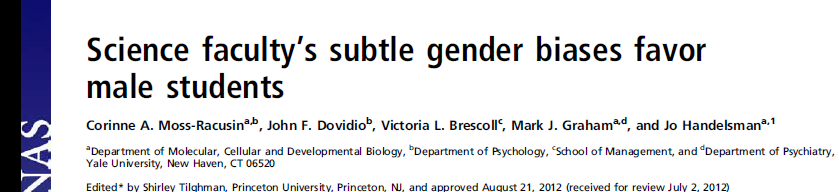 Science faculty's subtle gender biases favor
male students
Corinne A. Moss-Racusinᵃ,ᵇ, John F. Dovidioᵇ, Victoria L. Brescollᶜ, Mark J. Grahamᵃ,ᵈ, and Jo Handelsmanᵃ,¹
ᵃDepartment of Molecular, Cellular and Developmental Biology, ᵇDepartment of Psychology, ᶜSchool of Management, and ᵈDepartment of Psychiatry,
Yale University, New Haven, CT 06520
Edited* by Shirley Tilghman, Princeton University, Princeton, NJ, and approved August 21, 2012 (received for review July 2, 2012)